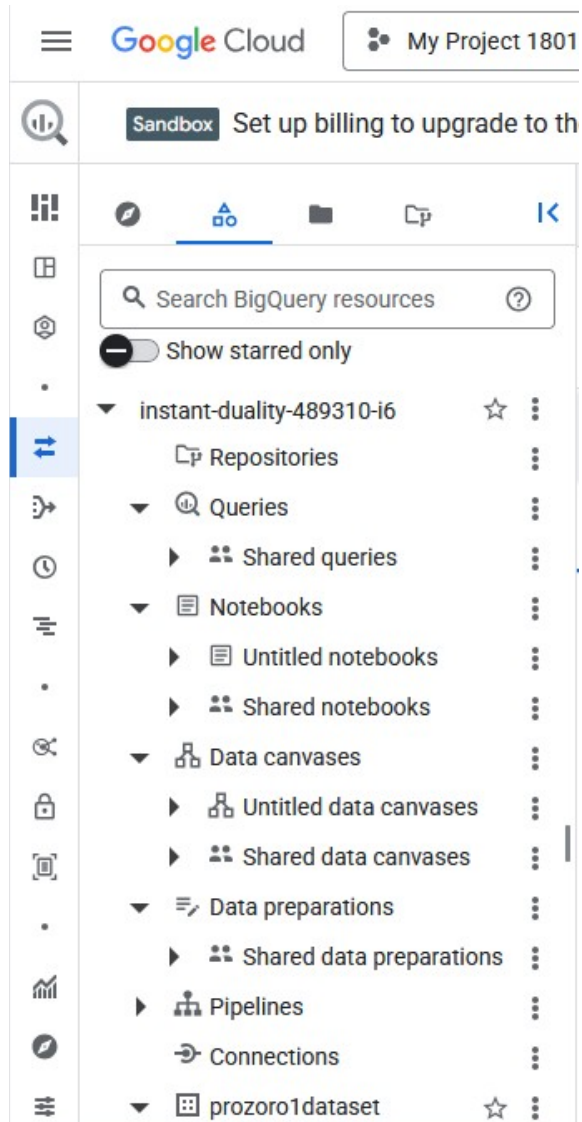 Google Cloud
My Project 1801
Sandbox Set up billing to upgrade to th
Search BigQuery resources
Show starred only
instant-duality-489310-i6
Repositories
Queries
Shared queries
Notebooks
Untitled notebooks
Shared notebooks
Data canvases
Untitled data canvases
Shared data canvases
Data preparations
Shared data preparations
Pipelines
Connections
prozoro1dataset